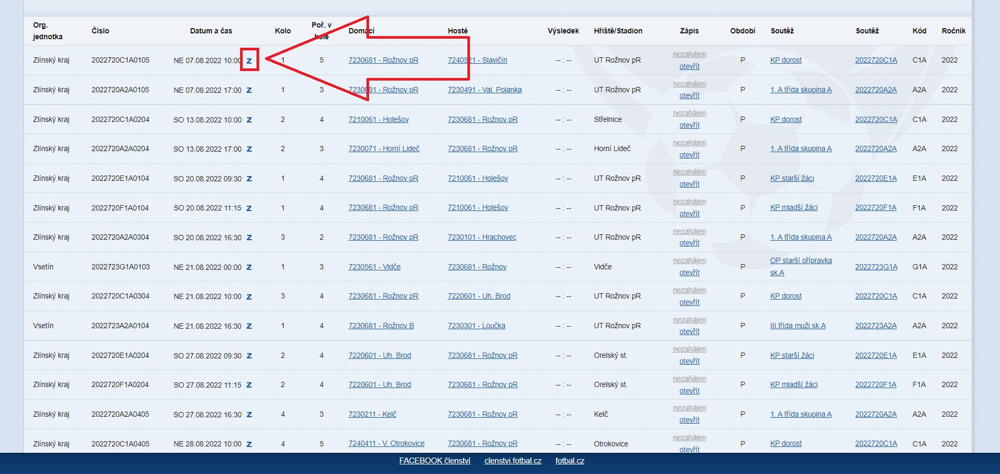 Org. jednotka Číslo Datum a čas Kolo Poř. v kole Domácí Hosté Výsledek Hřiště/Stadion Zápis Období Soutěž Soutěž Kód Ročník
Zlínský kraj 2022720C1A0105 NE 07.08.2022 10:00 Z 1 5 7230681 - Rožnov pR 7240521 - Slavičín -- : -- UT Rožnov pR nezahájen otevřít P KP dorost 2022720C1A C1A 2022
Zlínský kraj 2022720A2A0105 NE 07.08.2022 17:00 Z 1 3 7230681 - Rožnov pR 7230491 - Val. Polanka -- : -- UT Rožnov pR nezahájen otevřít P 1. A třída skupina A 2022720A2A A2A 2022
Zlínský kraj 2022720C1A0204 SO 13.08.2022 10:00 Z 2 4 7210061 - Holešov 7230681 - Rožnov pR -- : -- Střelnice nezahájen otevřít P KP dorost 2022720C1A C1A 2022
Zlínský kraj 2022720A2A0204 SO 13.08.2022 17:00 Z 2 3 7230071 - Horní Lideč 7230681 - Rožnov pR -- : -- Horní Lideč nezahájen otevřít P 1. A třída skupina A 2022720A2A A2A 2022
Zlínský kraj 2022720E1A0104 SO 20.08.2022 09:30 Z 1 4 7230681 - Rožnov pR 7210061 - Holešov -- : -- UT Rožnov pR nezahájen otevřít P KP starší žáci 2022720E1A E1A 2022
Zlínský kraj 2022720F1A0104 SO 20.08.2022 11:15 Z 1 4 7230681 - Rožnov pR 7210061 - Holešov -- : -- UT Rožnov pR nezahájen otevřít P KP mladší žáci 2022720F1A F1A 2022
Zlínský kraj 2022720A2A0304 SO 20.08.2022 16:30 Z 3 2 7230681 - Rožnov pR 7230101 - Hrachovec -- : -- UT Rožnov pR nezahájen otevřít P 1. A třída skupina A 2022720A2A A2A 2022
Vsetín 2022723G1A0103 NE 21.08.2022 00:00 Z 1 3 7230561 - Vidče 7230681 - Rožnov -- : -- Vidče nezahájen otevřít P OP starší přípravka sk.A 2022723G1A G1A 2022
Zlínský kraj 2022720C1A0304 NE 21.08.2022 10:00 Z 3 4 7230681 - Rožnov pR 7220601 - Uh. Brod -- : -- UT Rožnov pR nezahájen otevřít P KP dorost 2022720C1A C1A 2022
Vsetín 2022723A2A0104 NE 21.08.2022 16:30 Z 1 4 7230681 - Rožnov B 7230301 - Loučka -- : -- UT Rožnov pR nezahájen otevřít P III.třída muži sk.A 2022723A2A A2A 2022
Zlínský kraj 2022720E1A0204 SO 27.08.2022 09:30 Z 2 4 7220601 - Uh. Brod 7230681 - Rožnov pR -- : -- Orelský st. nezahájen otevřít P KP starší žáci 2022720E1A E1A 2022
Zlínský kraj 2022720F1A0204 SO 27.08.2022 11:15 Z 2 4 7220601 - Uh. Brod 7230681 - Rožnov pR -- : -- Orelský st. nezahájen otevřít P KP mladší žáci 2022720F1A F1A 2022
Zlínský kraj 2022720A2A0405 SO 27.08.2022 16:30 Z 4 3 7230211 - Kelč 7230681 - Rožnov pR -- : -- Kelč nezahájen otevřít P 1. A třída skupina A 2022720A2A A2A 2022
Zlínský kraj 2022720C1A0405 NE 28.08.2022 10:00 Z 4 5 7240411 - V. Otrokovice 7230681 - Rožnov pR -- : -- Otrokovice nezahájen otevřít P KP dorost 2022720C1A C1A 2022
FACEBOOK členství clenstvi.fotbal.cz fotbal.cz